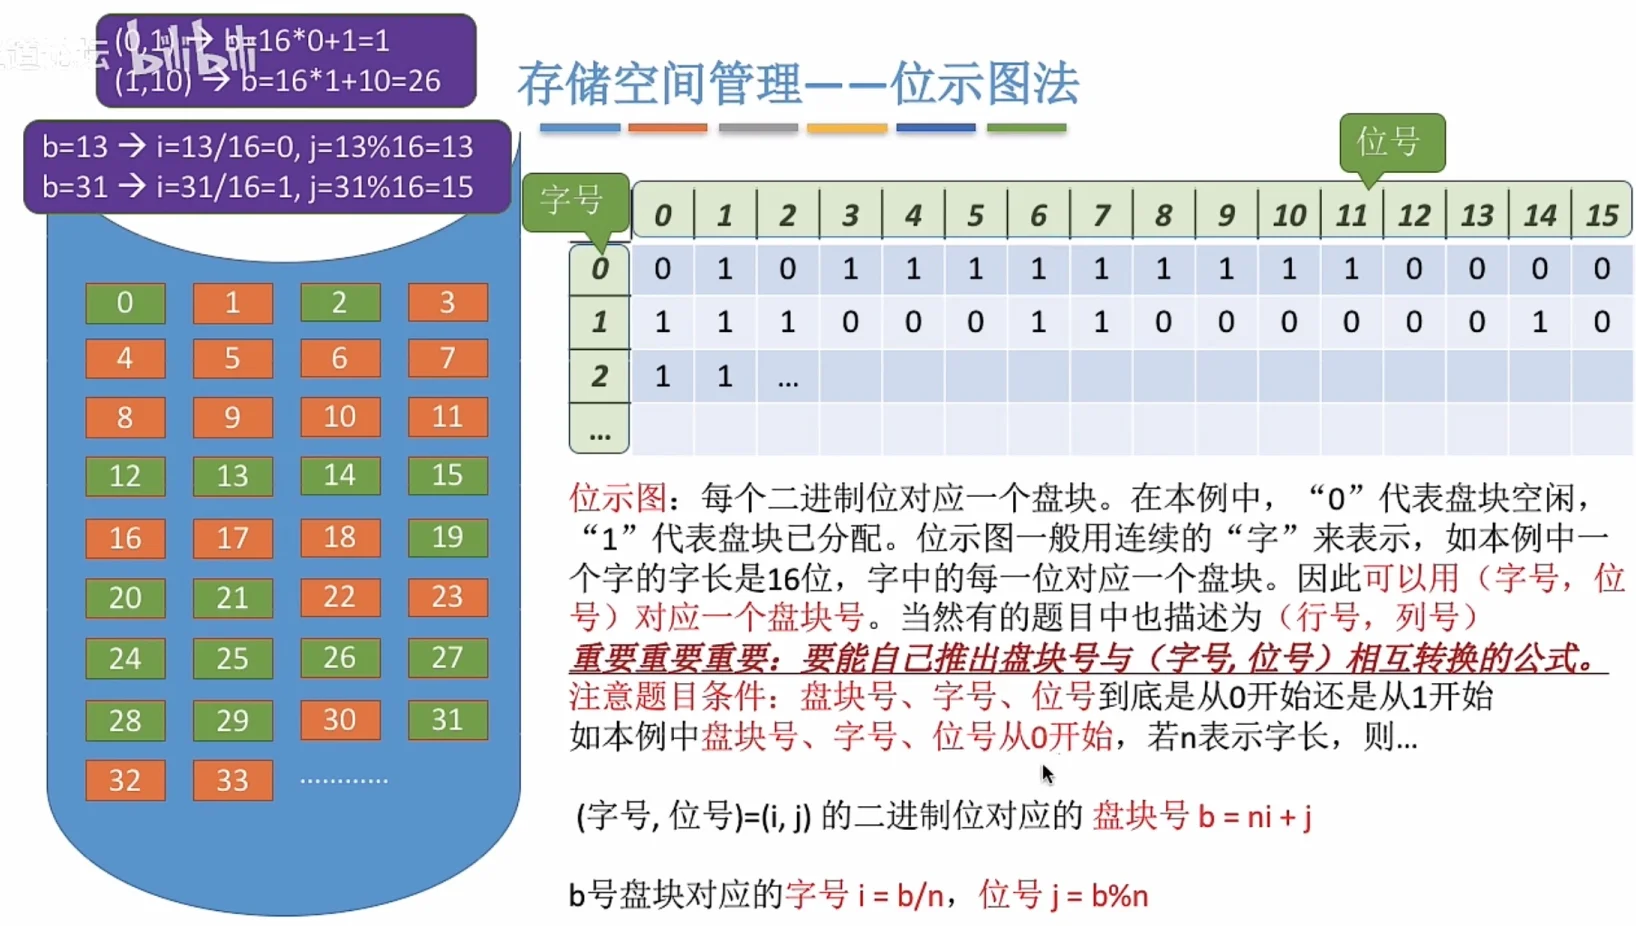 (0,1) → b=16*0+1=1
bilibili
(1,10) → b=16*1+10=26
b=13 → i=13/16=0, j=13%16=13
b=31 → i=31/16=1, j=31%16=15
存储空间管理——位示图法
位号
字号
0 1 2 3 4 5 6 7 8 9 10 11 12 13 14 15
0 0 1 0 1 1 1 1 1 1 1 1 1 0 0 0 0
1 1 1 1 0 0 0 1 1 0 0 0 0 0 0 1 0
2 1 1 ...
...
0 1 2 3
4 5 6 7
8 9 10 11
12 13 14 15
16 17 18 19
20 21 22 23
24 25 26 27
28 29 30 31
32 33 …………
位示图：每个二进制位对应一个盘块。在本例中，“0”代表盘块空闲，
“1”代表盘块已分配。位示图一般用连续的“字”来表示，如本例中一
个字的字长是16位，字中的每一位对应一个盘块。因此可以用（字号，位
号）对应一个盘块号。当然有的题目中也描述为（行号，列号）
重要重要重要：要能自己推出盘块号与（字号, 位号）相互转换的公式。
注意题目条件：盘块号、字号、位号到底是从0开始还是从1开始
如本例中盘块号、字号、位号从0开始，若n表示字长，则...
(字号, 位号)=(i, j) 的二进制位对应的 盘块号 b = ni + j
b号盘块对应的字号 i = b/n，位号 j = b%n